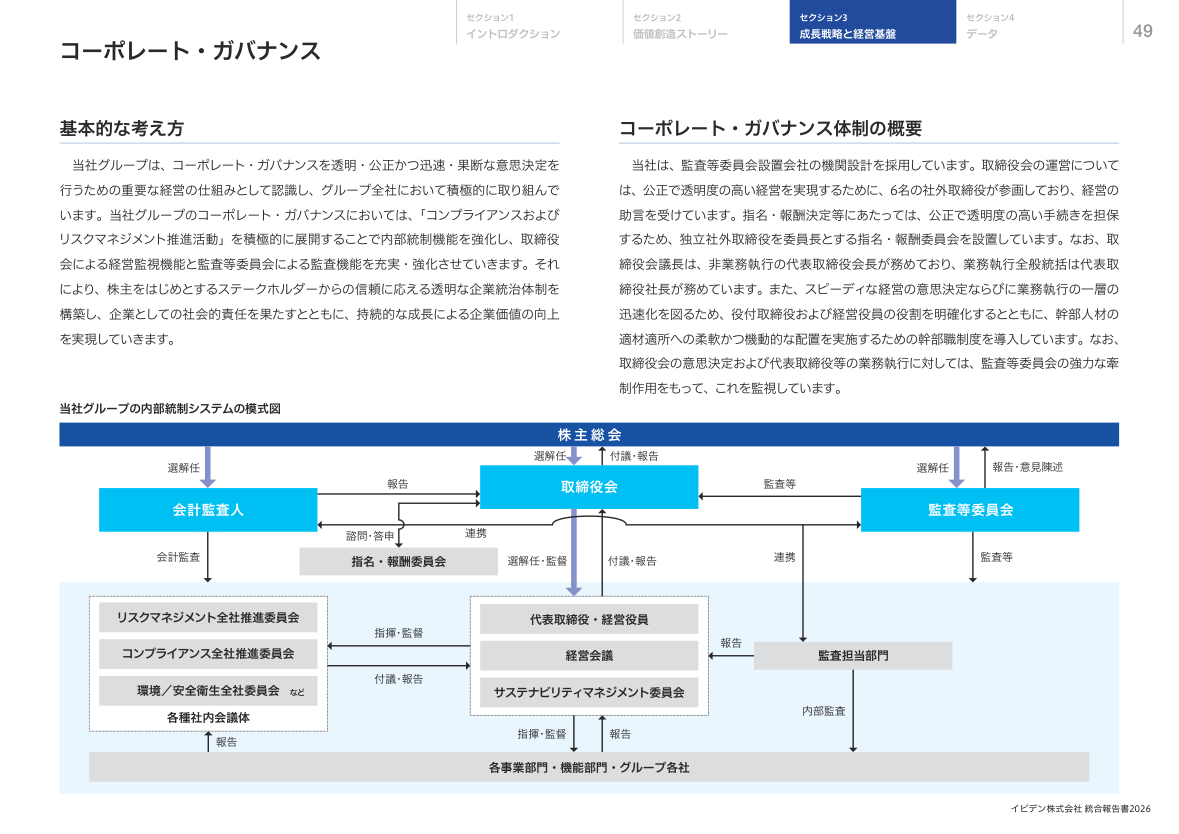 セクション1
イントロダクション
セクション2
価値創造ストーリー
セクション3
成長戦略と経営基盤
セクション4
データ
49
コーポレート・ガバナンス
基本的な考え方
当社グループは、コーポレート・ガバナンスを透明・公正かつ迅速・果断な意思決定を
行うための重要な経営の仕組みとして認識し、グループ全社において積極的に取り組んで
います。当社グループのコーポレート・ガバナンスにおいては、「コンプライアンスおよび
リスクマネジメント推進活動」を積極的に展開することで内部統制機能を強化し、取締役
会による経営監視機能と監査等委員会による監査機能を充実・強化させていきます。それ
により、株主をはじめとするステークホルダーからの信頼に応える透明な企業統治体制を
構築し、企業としての社会的責任を果たすとともに、持続的な成長による企業価値の向上
を実現していきます。
コーポレート・ガバナンス体制の概要
当社は、監査等委員会設置会社の機関設計を採用しています。取締役会の運営について
は、公正で透明度の高い経営を実現するために、6名の社外取締役が参画しており、経営の
助言を受けています。指名・報酬決定等にあたっては、公正で透明度の高い手続きを担保
するため、独立社外取締役を委員長とする指名・報酬委員会を設置しています。なお、取
締役会議長は、非業務執行の代表取締役会長が務めており、業務執行全般統括は代表取
締役社長が務めています。また、スピーディな経営の意思決定ならびに業務執行の一層の
迅速化を図るため、役付取締役および経営役員の役割を明確化するとともに、幹部人材の
適材適所への柔軟かつ機動的な配置を実施するための幹部職制度を導入しています。なお、
取締役会の意思決定および代表取締役等の業務執行に対しては、監査等委員会の強力な牽
制作用をもって、これを監視しています。
当社グループの内部統制システムの模式図
株主総会
選解任
選解任
付議・報告
選解任
報告・意見陳述
会計監査人
報告
取締役会
監査等
監査等委員会
諮問・答申
連携
会計監査
指名・報酬委員会
選解任・監督
付議・報告
連携
監査等
リスクマネジメント全社推進委員会
コンプライアンス全社推進委員会
環境／安全衛生全社委員会 など
各種社内会議体
指揮・監督
付議・報告
代表取締役・経営役員
経営会議
サステナビリティマネジメント委員会
報告
監査担当部門
報告
指揮・監督
報告
内部監査
各事業部門・機能部門・グループ各社
イビデン株式会社 統合報告書2026